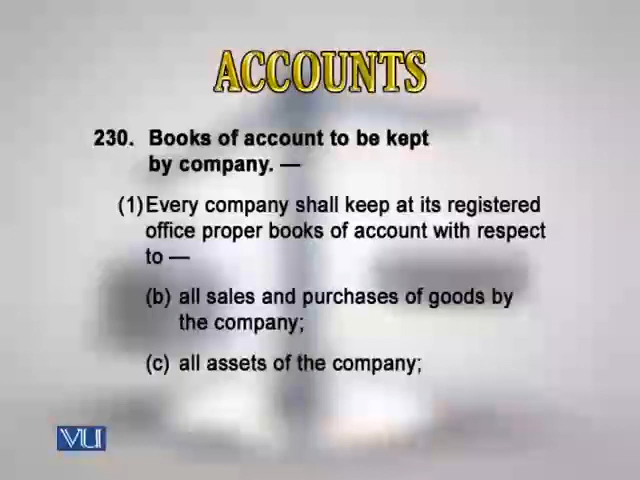 ACCOUNTS
230. Books of account to be kept
by company. —
(1) Every company shall keep at its registered
office proper books of account with respect
to —
(b) all sales and purchases of goods by
the company;
(c) all assets of the company;
VU